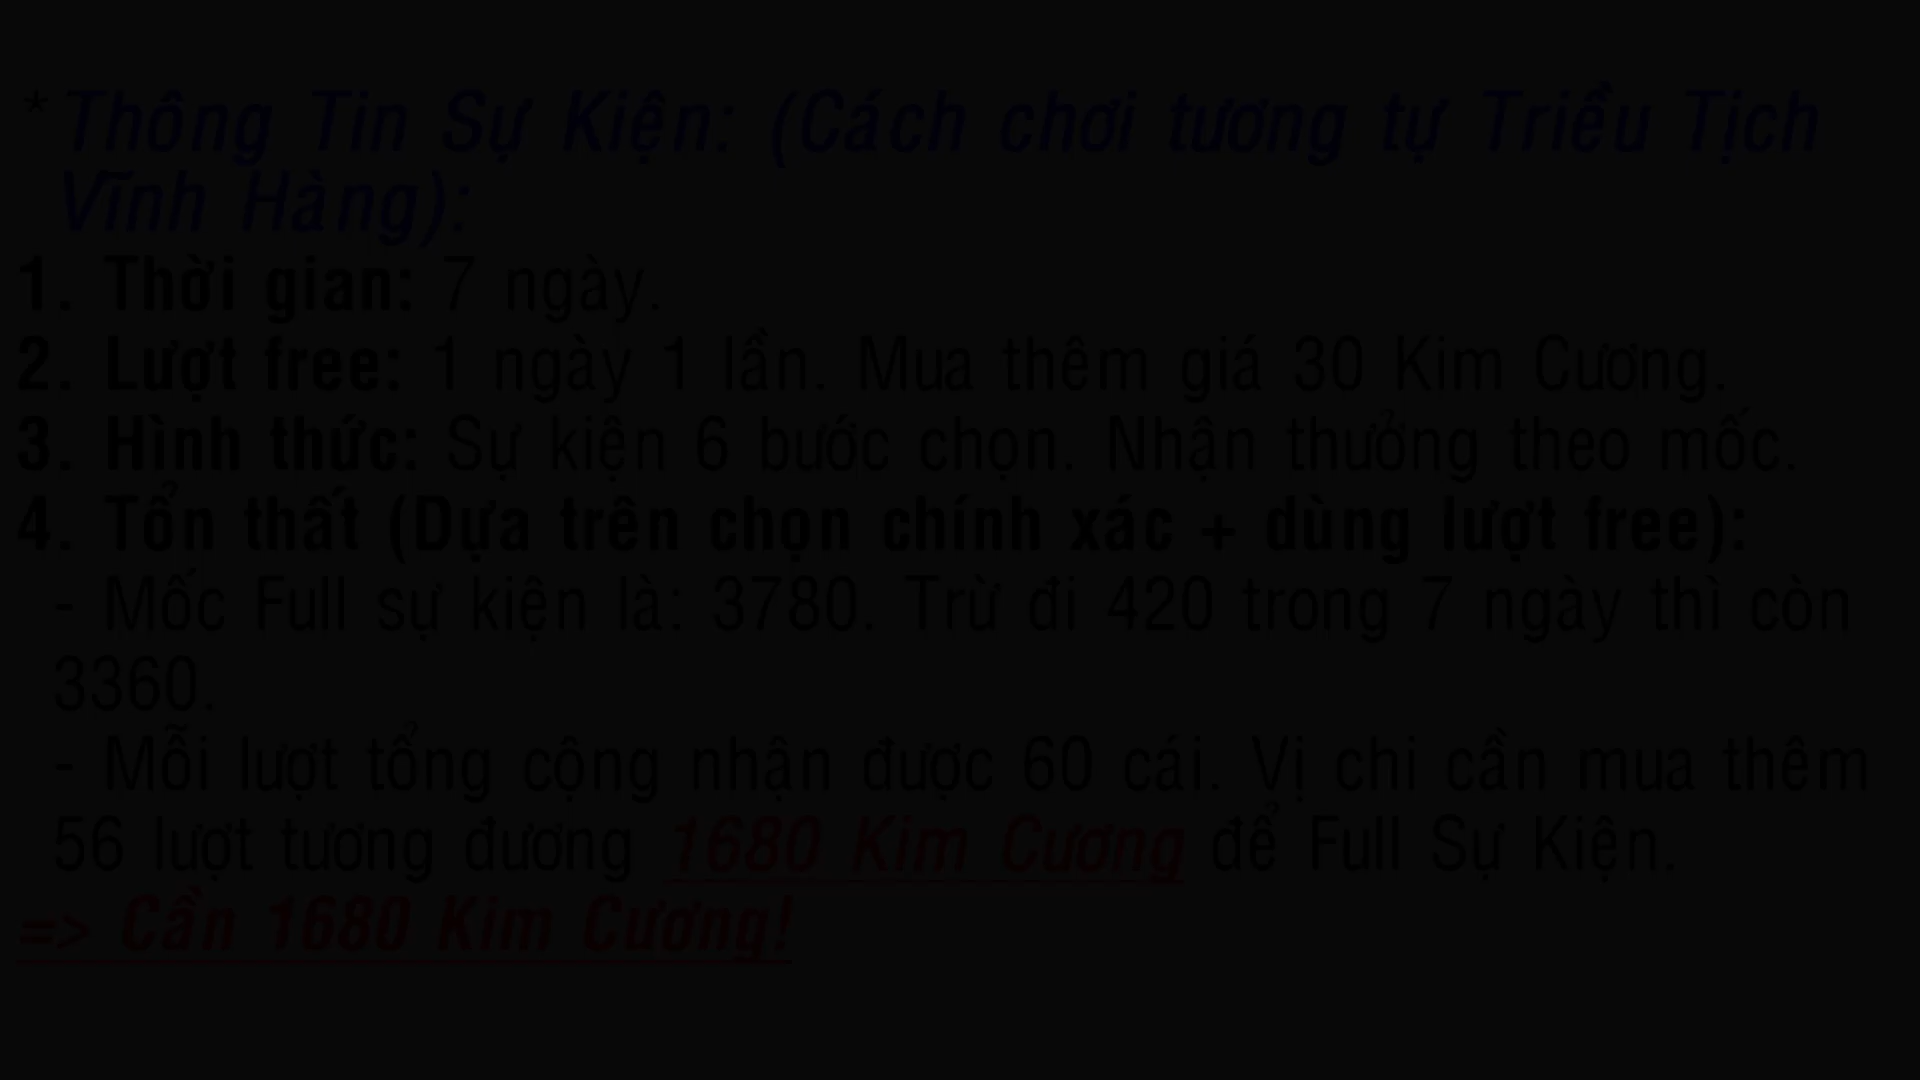 * Thông Tin Sự Kiện: (Cách chơi tương tự Triều Tịch
Vĩnh Hàng):
1. Thời gian: 7 ngày.
2. Lượt free: 1 ngày 1 lần. Mua thêm giá 30 Kim Cương.
3. Hình thức: Sự kiện 6 bước chọn. Nhận thưởng theo mốc.
4. Tổn thất (Dựa trên chọn chính xác + dùng lượt free):
- Mốc Full sự kiện là: 3780. Trừ đi 420 trong 7 ngày thì còn
3360.
- Mỗi lượt tổng cộng nhận được 60 cái. Vị chi cần mua thêm
56 lượt tương đương 1680 Kim Cương để Full Sự Kiện.
=> Cần 1680 Kim Cương!